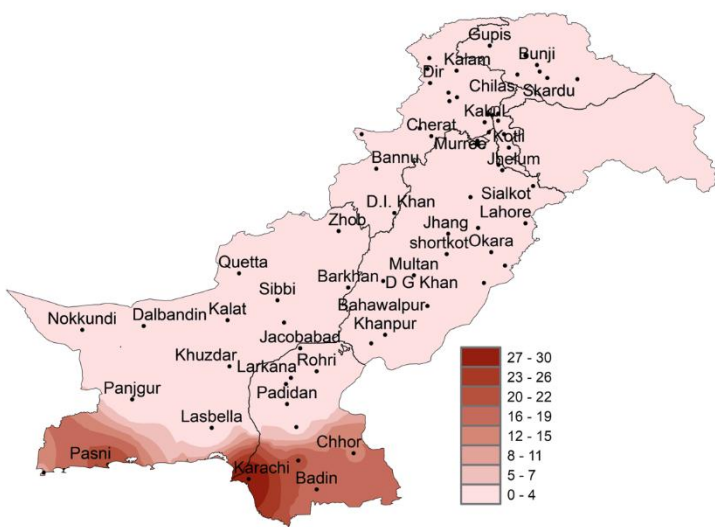 Gupis
Bunji
Kalam
Dir
Chilas
Skardu
Kakul
Cherat
Kotli
Murree
Bannu
Jhelum
Sialkot
D.I. Khan
Lahore
Zhob
Jhang
shortkot
Okara
Quetta
Multan
Barkhan
D G Khan
Sibbi
Bahawalpur
Nokkundi
Dalbandin
Kalat
Khanpur
Jacobabad
Khuzdar
Rohri
Larkana
Panjgur
Padidan
Lasbella
Chhor
Pasni
Karachi
Badin
27 - 30
23 - 26
20 - 22
16 - 19
12 - 15
8 - 11
5 - 7
0 - 4